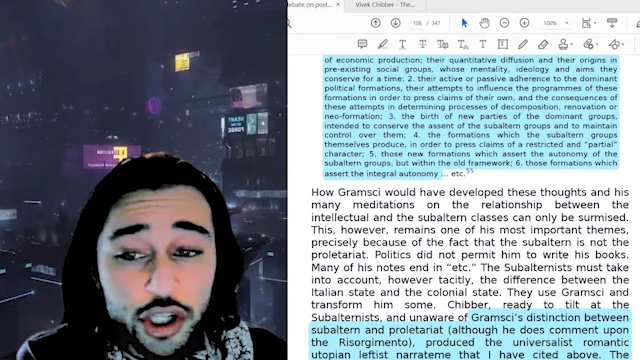 debate on post...
Vivek Chibber - The...
106 / 347
100%
of economic production; their quantitative diffusion and their origins in
pre-existing social groups, whose mentality, ideology and aims they
conserve for a time; 2. their active or passive adherence to the dominant
political formations, their attempts to influence the programmes of these
formations in order to press claims of their own, and the consequences of
these attempts in determining processes of decomposition, renovation or
neo-formation; 3. the birth of new parties of the dominant groups,
intended to conserve the assent of the subaltern groups and to maintain
control over them; 4. the formations which the subaltern groups
themselves produce, in order to press claims of a restricted and “partial”
character; 5. those new formations which assert the autonomy of the
subaltern groups, but within the old framework; 6. those formations which
assert the integral autonomy ... etc.55
How Gramsci would have developed these thoughts and his
many meditations on the relationship between the
intellectual and the subaltern classes can only be surmised.
This, however, remains one of his most important themes,
precisely because of the fact that the subaltern is not the
proletariat. Politics did not permit him to write his books.
Many of his notes end in “etc.” The Subalternists must take
into account, however tacitly, the difference between the
Italian state and the colonial state. They use Gramsci and
transform him some. Chibber, ready to tilt at the
Subalternists, and unaware of Gramsci’s distinction between
subaltern and proletariat (although he does comment upon
the Risorgimento), produced the universalist romantic
utopian leftist narrateme that I have cited above. The